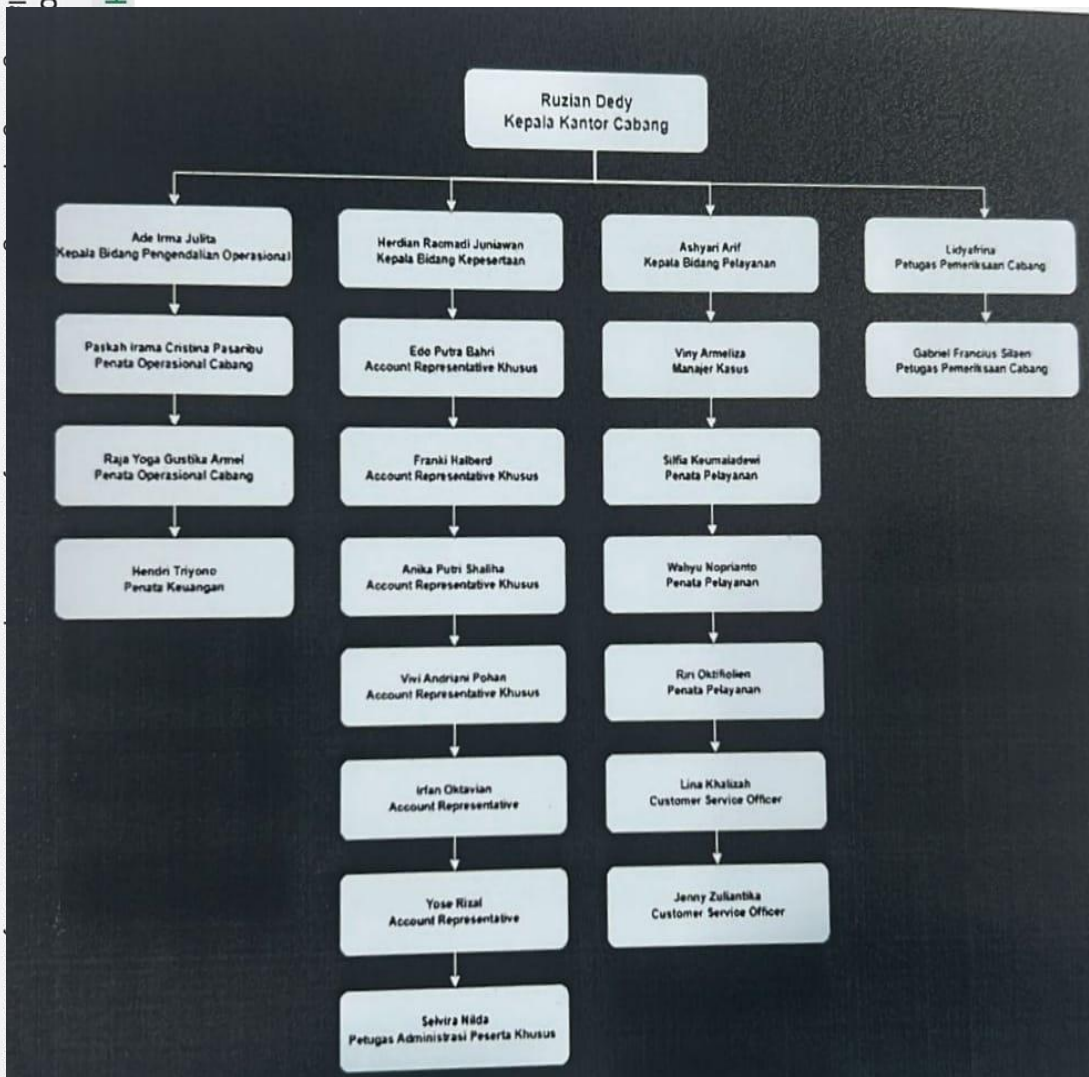 Ruzian Dedy
Kepala Kantor Cabang
Ade Irma Julita
Kepala Bidang Pengendalian Operasional
Herdian Racmadi Juniawan
Kepala Bidang Kepesertaan
Ashyari Arif
Kepala Bidang Pelayanan
Lidyafrina
Petugas Pemeriksaan Cabang
Paskah Irama Cristina Pasaribu
Penata Operasional Cabang
Edo Putra Bahri
Account Representative Khusus
Viny Armeliza
Manajer Kasus
Gabriel Francius Silaen
Petugas Pemeriksaan Cabang
Raja Yoga Gustika Armel
Penata Operasional Cabang
Franki Halberd
Account Representative Khusus
Silfia Keumaladewi
Penata Pelayanan
Hendri Triyono
Penata Keuangan
Anika Putri Shaliha
Account Representative Khusus
Wahyu Noprianto
Penata Pelayanan
Vivi Andriani Pohan
Account Representative Khusus
Riri
Penata Pelayanan
Irfan Oktavian
Account Representative
Lina Khalizah
Customer Service Officer
Yose Rizal
Account Representative
Jenny Zuliantika
Customer Service Officer
Selvira Nilda
Petugas Administrasi Peserta Khusus